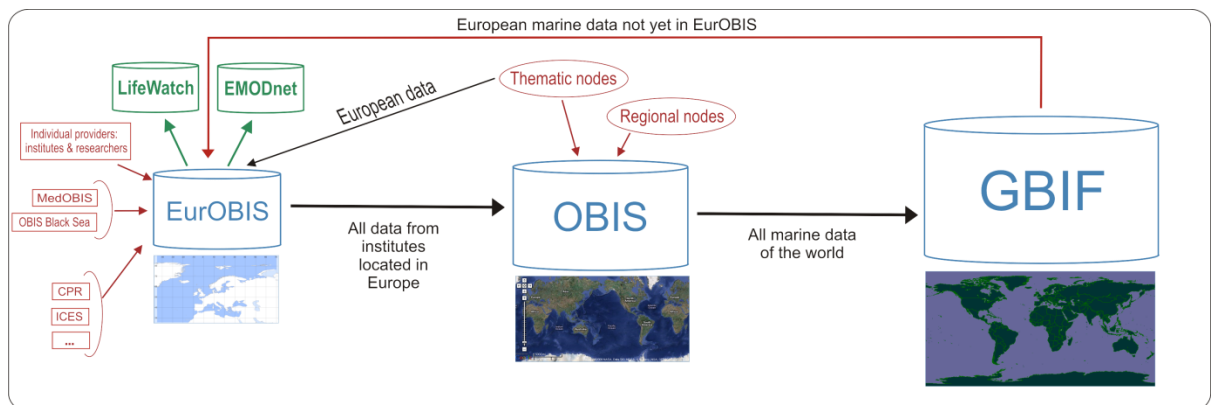 European marine data not yet in EurOBIS
LifeWatch
EMODnet
European data
Thematic nodes
Regional nodes
Individual providers:
institutes & researchers
MedOBIS
OBIS Black Sea
CPR
ICES
...
EurOBIS
All data from
institutes
located in
Europe
OBIS
All marine data
of the world
GBIF